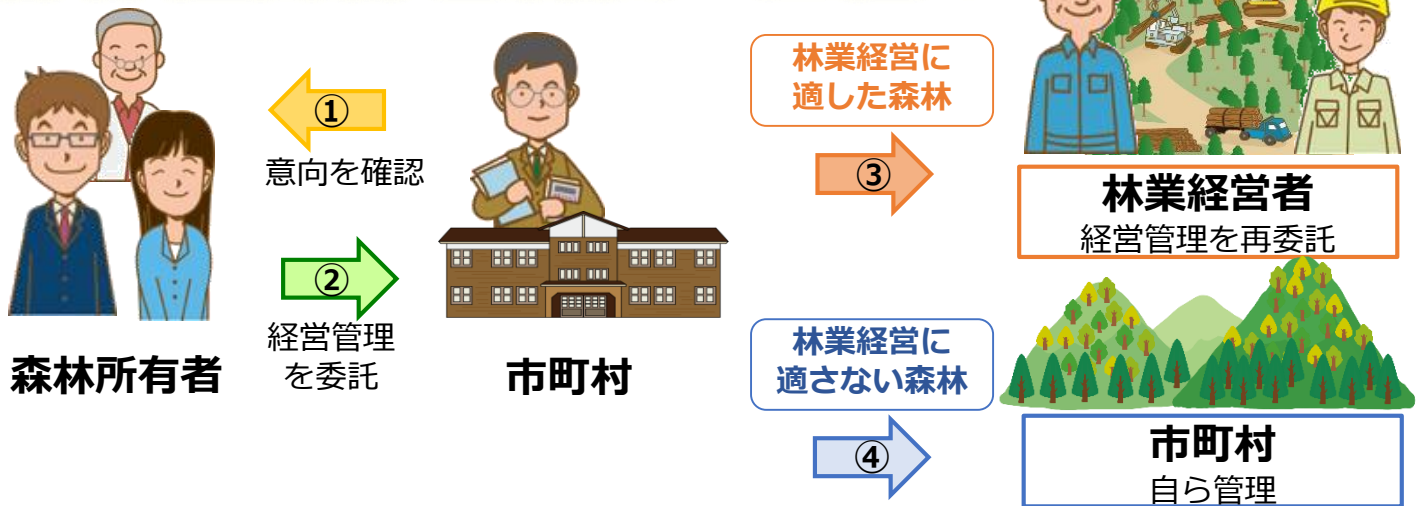 ①
意向を確認
②
経営管理
を委託
森林所有者
市町村
林業経営に
適した森林
③
林業経営者
経営管理を再委託
林業経営に
適さない森林
④
市町村
自ら管理